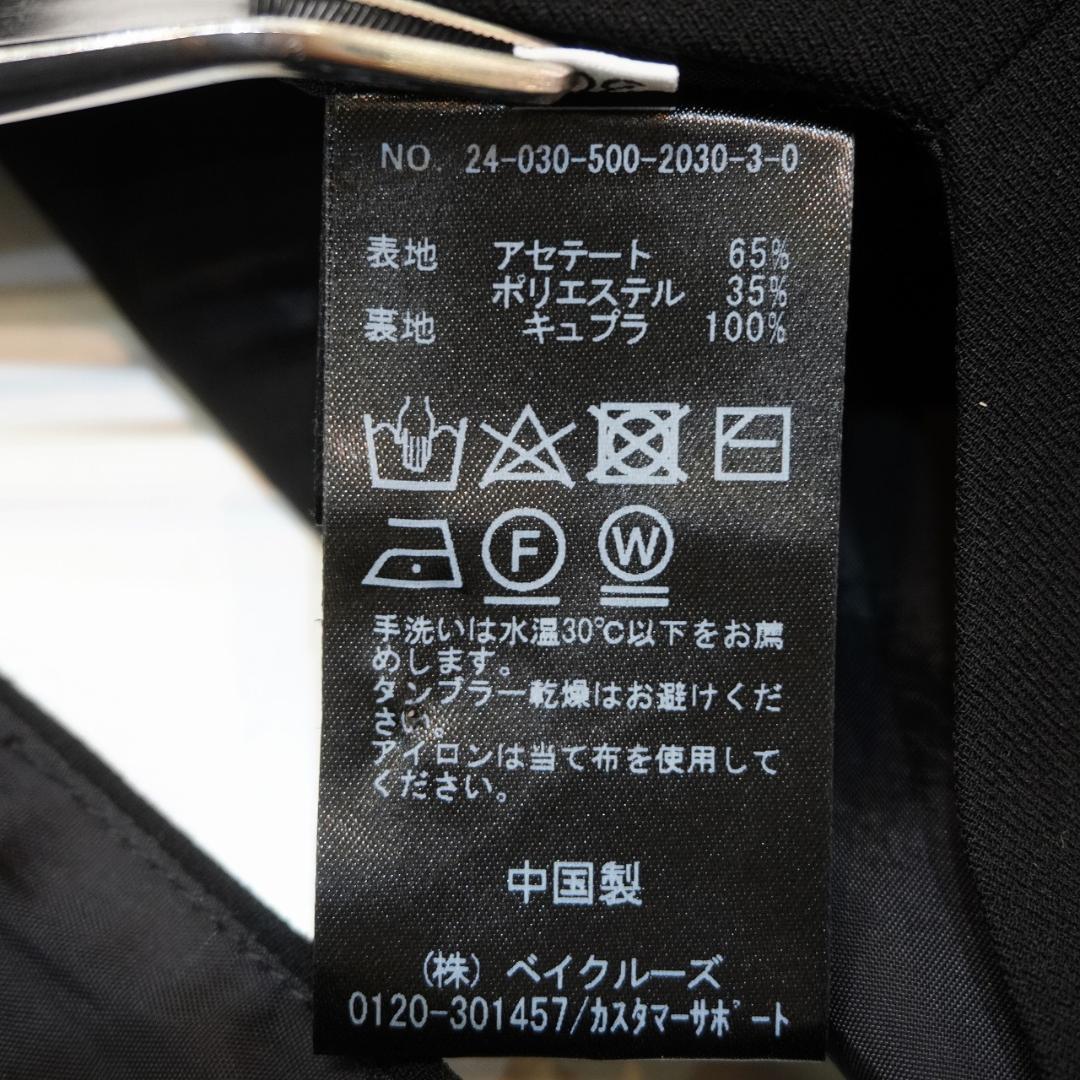 NO. 24-030-500-2030-3-0
表地 アセテート 65%
ポリエステル 35%
裏地 キュプラ 100%
F W
手洗いは水温30℃以下をお薦
めします。
タンブラー乾燥はお避けくだ
さい。
アイロンは当て布を使用して
ください。
中国製
(株) ベイクルーズ
0120-301457/カスタマーサポート